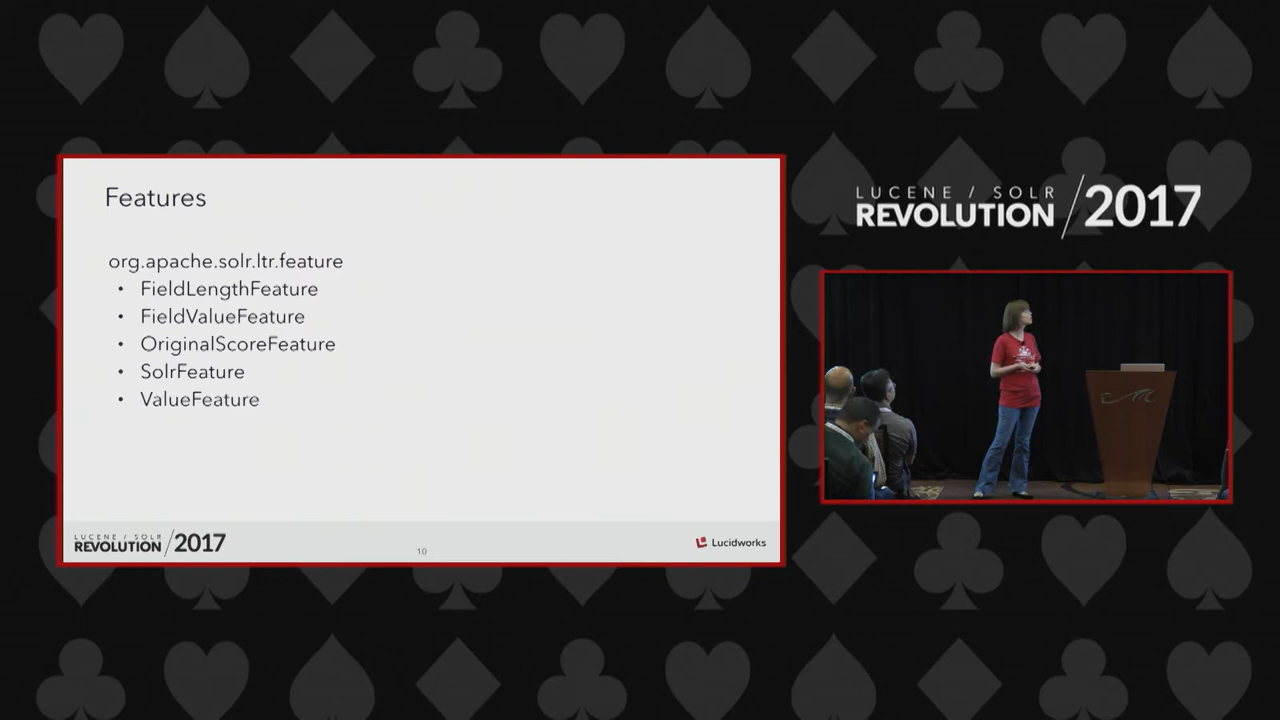 Features
org.apache.solr.ltr.feature
• FieldLengthFeature
• FieldValueFeature
• OriginalScoreFeature
• SolrFeature
• ValueFeature
LUCENE / SOLR
REVOLUTION / 2017
10
Lucidworks
LUCENE / SOLR
REVOLUTION / 2017